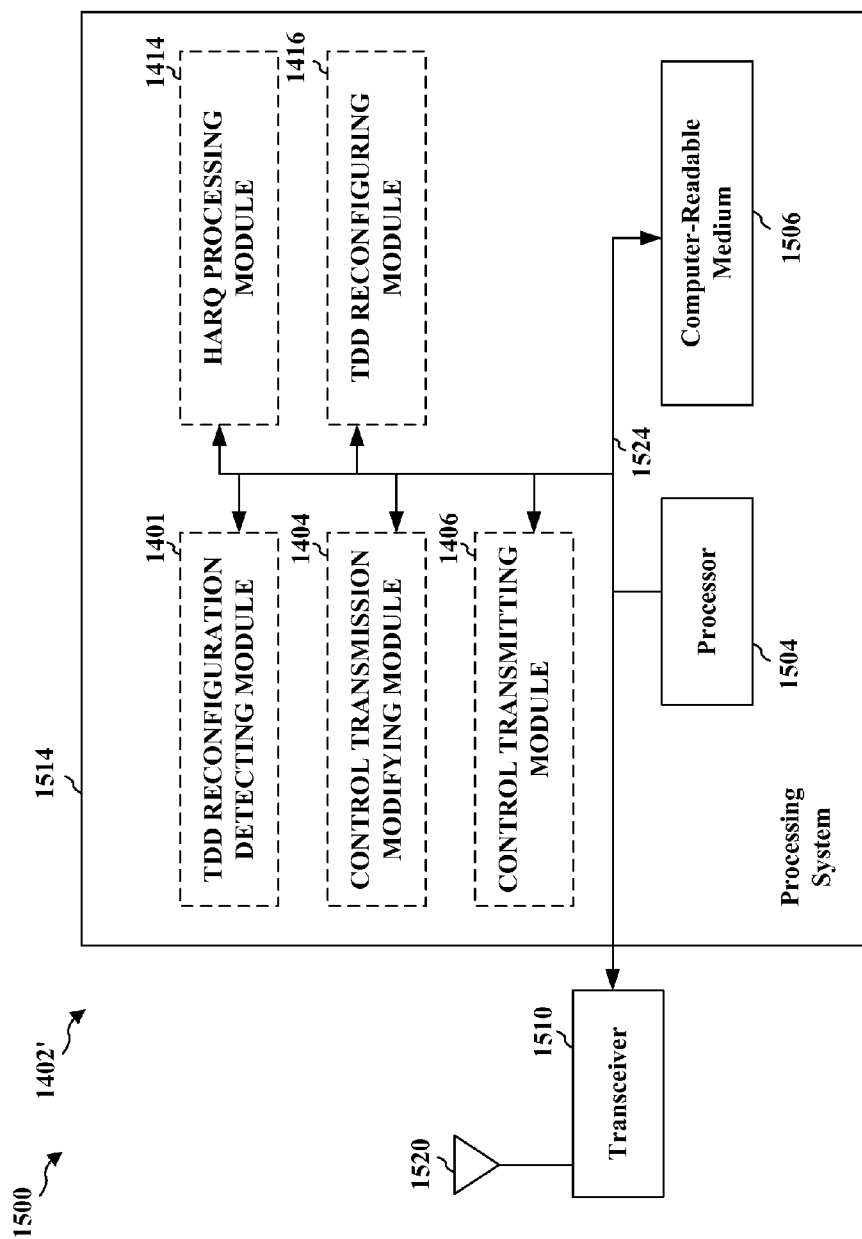 1500
1402'
1514
1401
TDD RECONFIGURATION
DETECTING MODULE
1404
CONTROL TRANSMISSION
MODIFYING MODULE
1406
CONTROL TRANSMITTING
MODULE
1414
HARQ PROCESSING
MODULE
1416
TDD RECONFIGURING
MODULE
1520
1510
Transceiver
Processing
System
Processor
1504
1524
Computer-Readable
Medium
1506